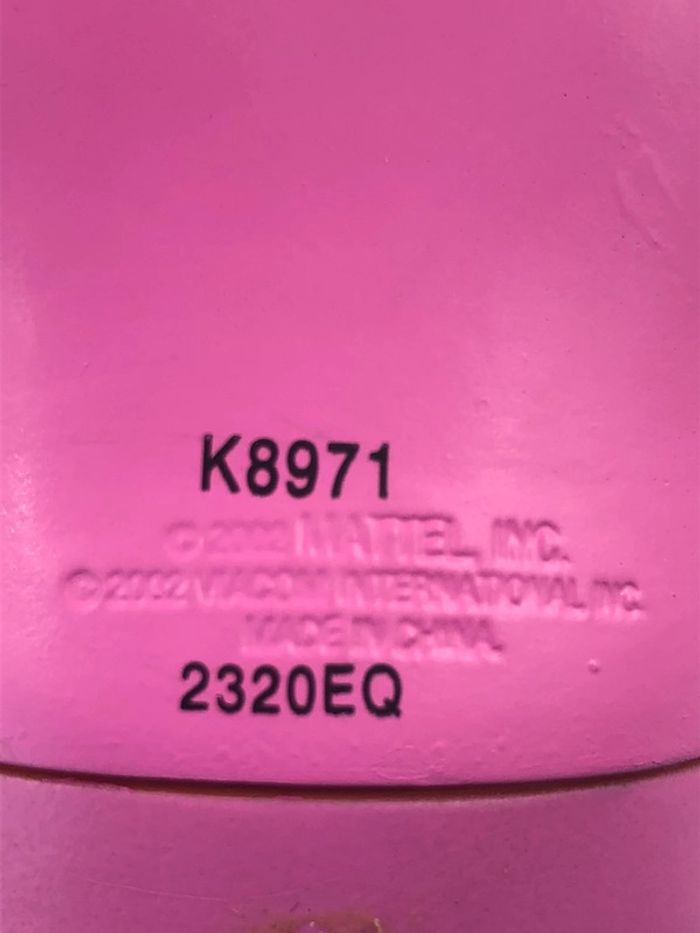 K8971
© 2002 MATTEL, INC.
© 2002 VIACOM INTERNATIONAL INC.
MADE IN CHINA.
2320EQ